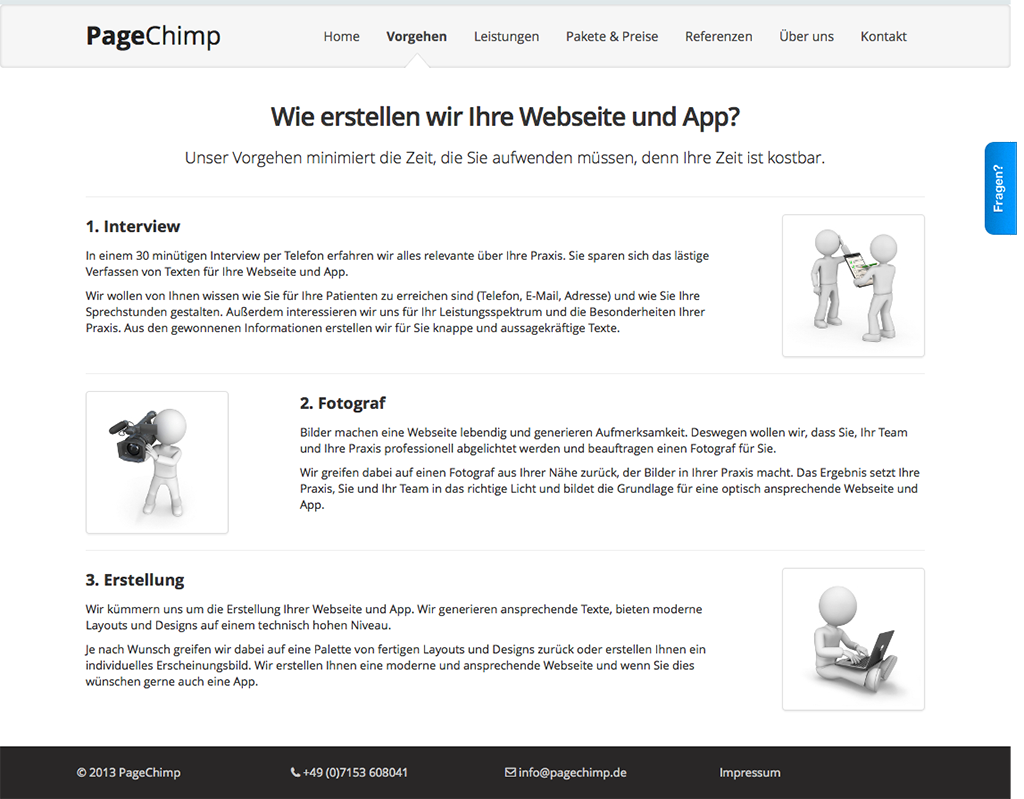 PageChimp
Home Vorgehen Leistungen Pakete & Preise Referenzen Über uns Kontakt
Wie erstellen wir Ihre Webseite und App?
Unser Vorgehen minimiert die Zeit, die Sie aufwenden müssen, denn Ihre Zeit ist kostbar.
Fragen?
1. Interview
In einem 30 minütigen Interview per Telefon erfahren wir alles relevante über Ihre Praxis. Sie sparen sich das lästige
Verfassen von Texten für Ihre Webseite und App.
Wir wollen von Ihnen wissen wie Sie für Ihre Patienten zu erreichen sind (Telefon, E-Mail, Adresse) und wie Sie Ihre
Sprechstunden gestalten. Außerdem interessieren wir uns für Ihr Leistungsspektrum und die Besonderheiten Ihrer
Praxis. Aus den gewonnenen Informationen erstellen wir für Sie knappe und aussagekräftige Texte.
2. Fotograf
Bilder machen eine Webseite lebendig und generieren Aufmerksamkeit. Deswegen wollen wir, dass Sie, Ihr Team
und Ihre Praxis professionell abgelichtet werden und beauftragen einen Fotograf für Sie.
Wir greifen dabei auf einen Fotograf aus Ihrer Nähe zurück, der Bilder in Ihrer Praxis macht. Das Ergebnis setzt Ihre
Praxis, Sie und Ihr Team in das richtige Licht und bildet die Grundlage für eine optisch ansprechende Webseite und
App.
3. Erstellung
Wir kümmern uns um die Erstellung Ihrer Webseite und App. Wir generieren ansprechende Texte, bieten moderne
Layouts und Designs auf einem technisch hohen Niveau.
Je nach Wunsch greifen wir dabei auf eine Palette von fertigen Layouts und Designs zurück oder erstellen Ihnen ein
individuelles Erscheinungsbild. Wir erstellen Ihnen eine moderne und ansprechende Webseite und wenn Sie dies
wünschen gerne auch eine App.
© 2013 PageChimp +49 (0)7153 608041 info@pagechimp.de Impressum